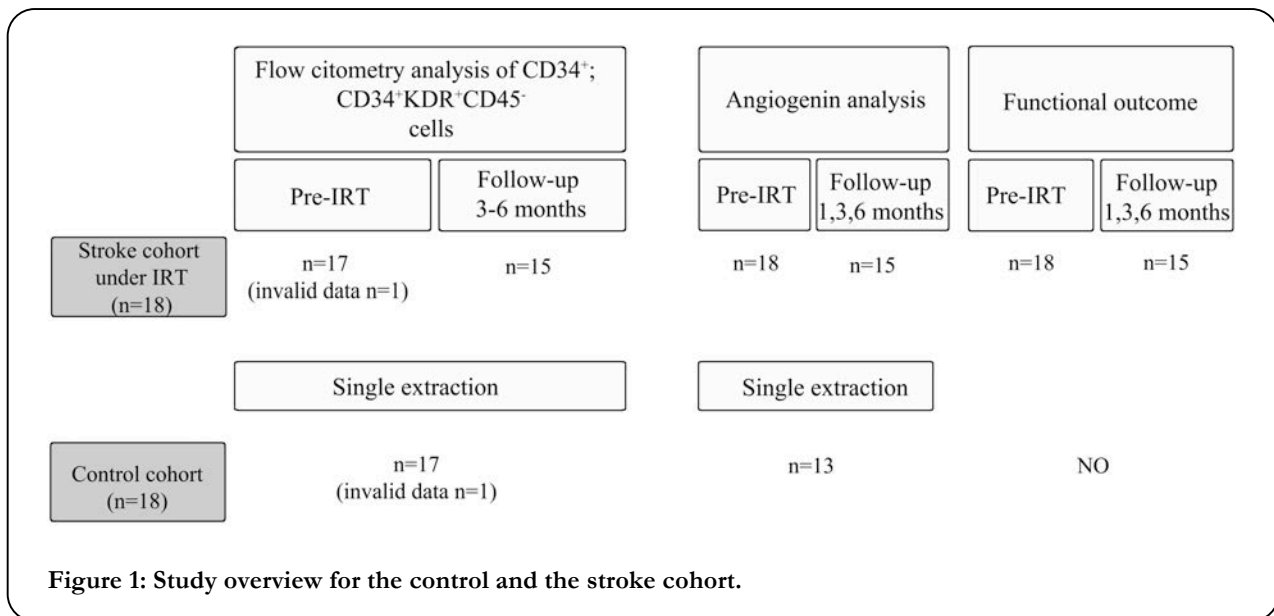 Flow citometry analysis of CD34⁺;
CD34⁺KDR⁺CD45⁻
cells
Angiogenin analysis
Functional outcome
Pre-IRT
Follow-up
3-6 months
Pre-IRT
Follow-up
1,3,6 months
Pre-IRT
Follow-up
1,3,6 months
Stroke cohort
under IRT
(n=18)
n=17
(invalid data n=1)
n=15
n=18
n=15
n=18
n=15
Single extraction
Single extraction
Control cohort
(n=18)
n=17
(invalid data n=1)
n=13
NO
Figure 1: Study overview for the control and the stroke cohort.